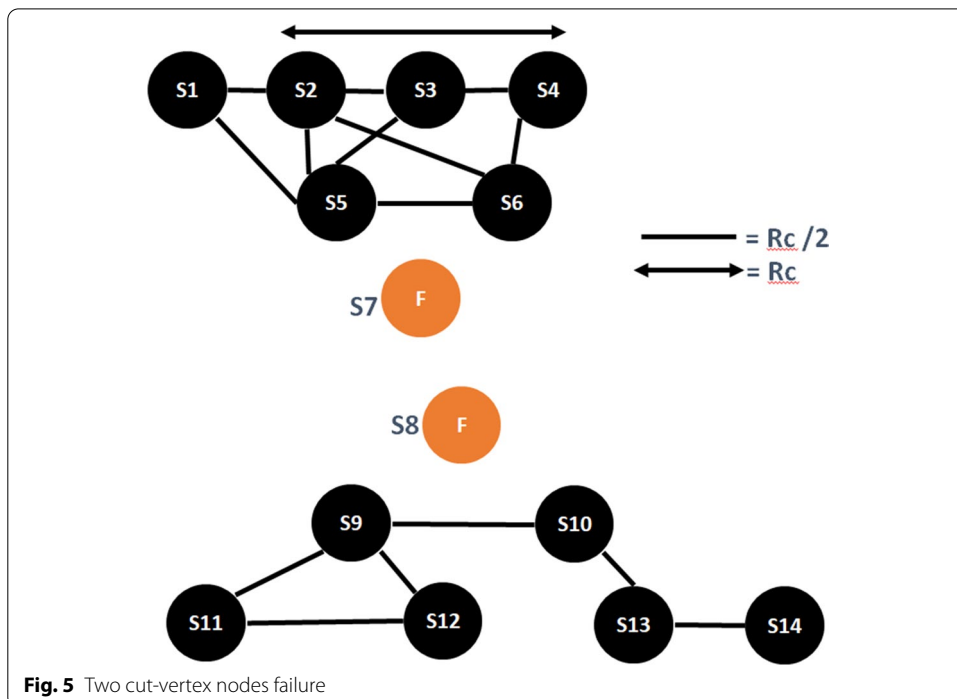 S1 S2 S3 S4
S5 S6
= Rc /2
= Rc
S7 F
S8 F
S9 S10
S11 S12 S13 S14
Fig. 5 Two cut-vertex nodes failure